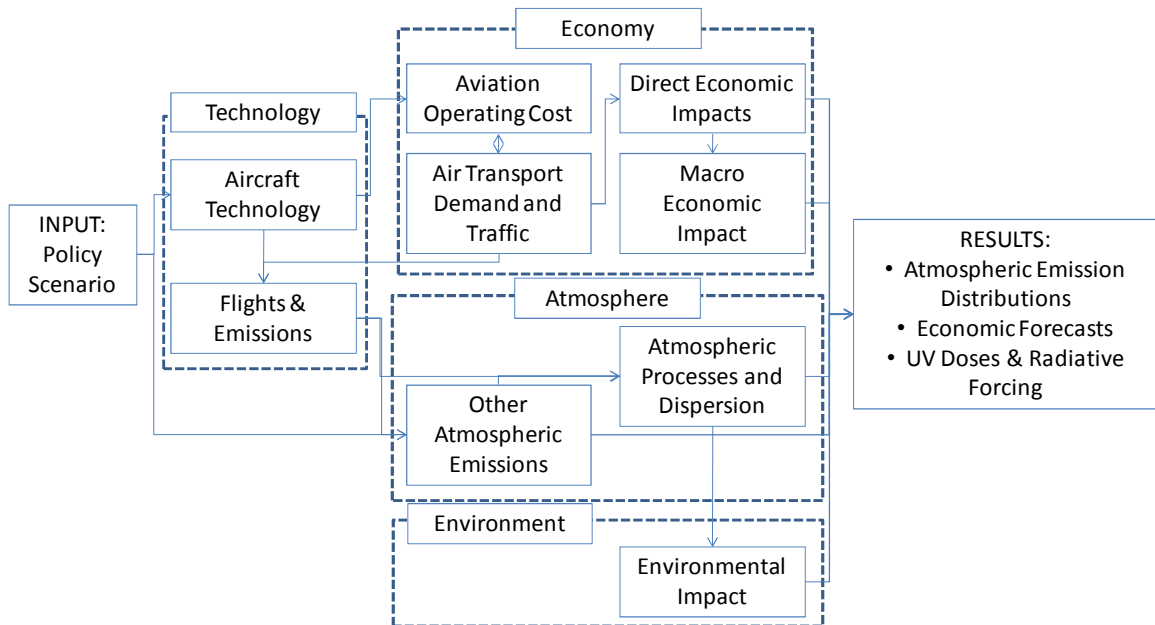 Economy
Aviation
Operating Cost
Direct Economic
Impacts
Technology
Aircraft
Technology
Air Transport
Demand and
Traffic
Macro
Economic
Impact
INPUT:
Policy
Scenario
RESULTS:
• Atmospheric Emission
Distributions
• Economic Forecasts
• UV Doses & Radiative
Forcing
Flights &
Emissions
Atmosphere
Atmospheric
Processes and
Dispersion
Other
Atmospheric
Emissions
Environment
Environmental
Impact